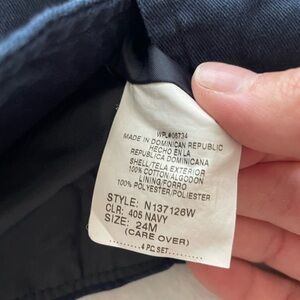 WPL#08734
MADE IN DOMINICAN REPUBLIC
HECHO EN LA
REPUBLICA DOMINICANA
SHELL/TELA EXTERIOR
100% COTTON/ALGODON
LINING/FORRO
100% POLYESTER/POLIESTER
STYLE: N137126W
CLR: 405 NAVY
SIZE: 24M
(CARE OVER)
4 PC. SET